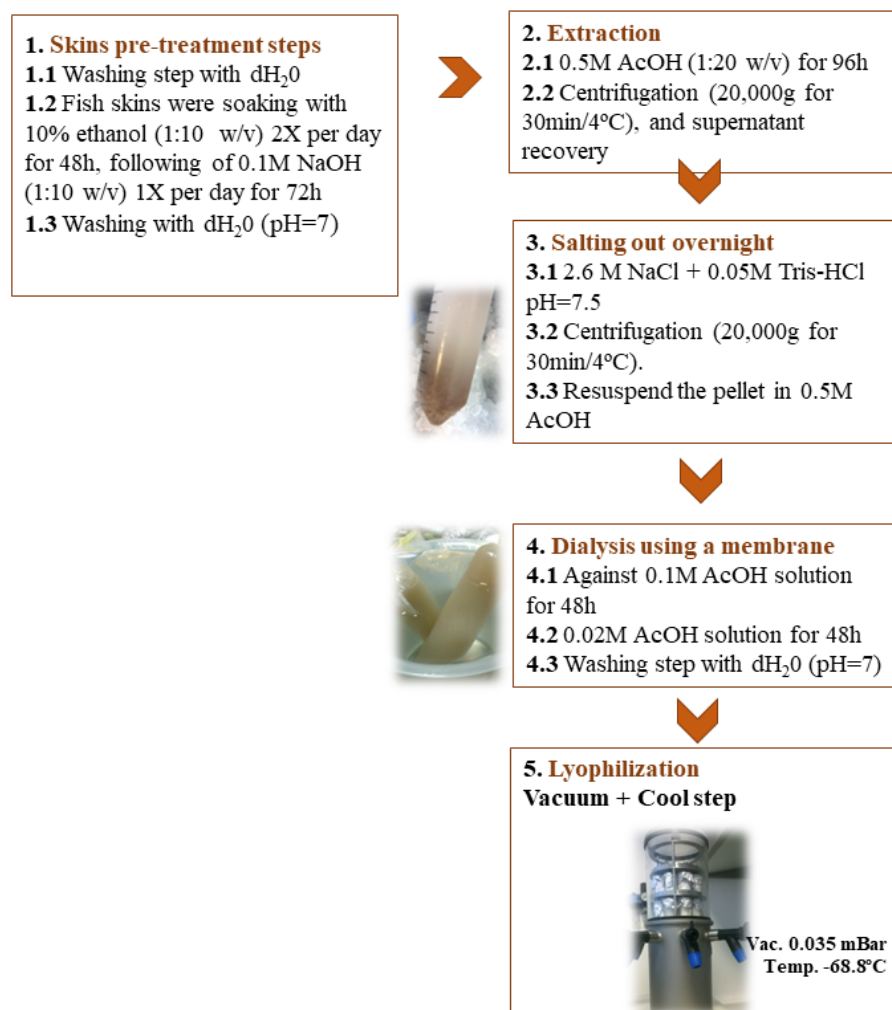 1. Skins pre-treatment steps
1.1 Washing step with dH₂0
1.2 Fish skins were soaking with
10% ethanol (1:10 w/v) 2X per day
for 48h, following of 0.1M NaOH
(1:10 w/v) 1X per day for 72h
1.3 Washing with dH₂0 (pH=7)
2. Extraction
2.1 0.5M AcOH (1:20 w/v) for 96h
2.2 Centrifugation (20,000g for
30min/4ºC), and supernatant
recovery
3. Salting out overnight
3.1 2.6 M NaCl + 0.05M Tris-HCl
pH=7.5
3.2 Centrifugation (20,000g for
30min/4ºC).
3.3 Resuspend the pellet in 0.5M
AcOH
4. Dialysis using a membrane
4.1 Against 0.1M AcOH solution
for 48h
4.2 0.02M AcOH solution for 48h
4.3 Washing step with dH₂0 (pH=7)
5. Lyophilization
Vacuum + Cool step
Vac. 0.035 mBar
Temp. -68.8ºC